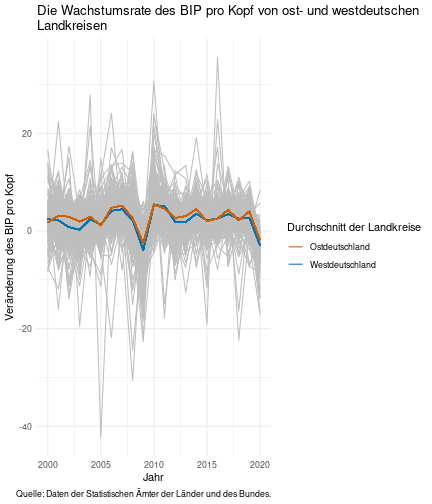 Die Wachstumsrate des BIP pro Kopf von ost- und westdeutschen
Landkreisen
Veränderung des BIP pro Kopf
20
0
-20
-40
2000
2005
2010
2015
2020
Jahr
Durchschnitt der Landkreise
Ostdeutschland
Westdeutschland
Quelle: Daten der Statistischen Ämter der Länder und des Bundes.